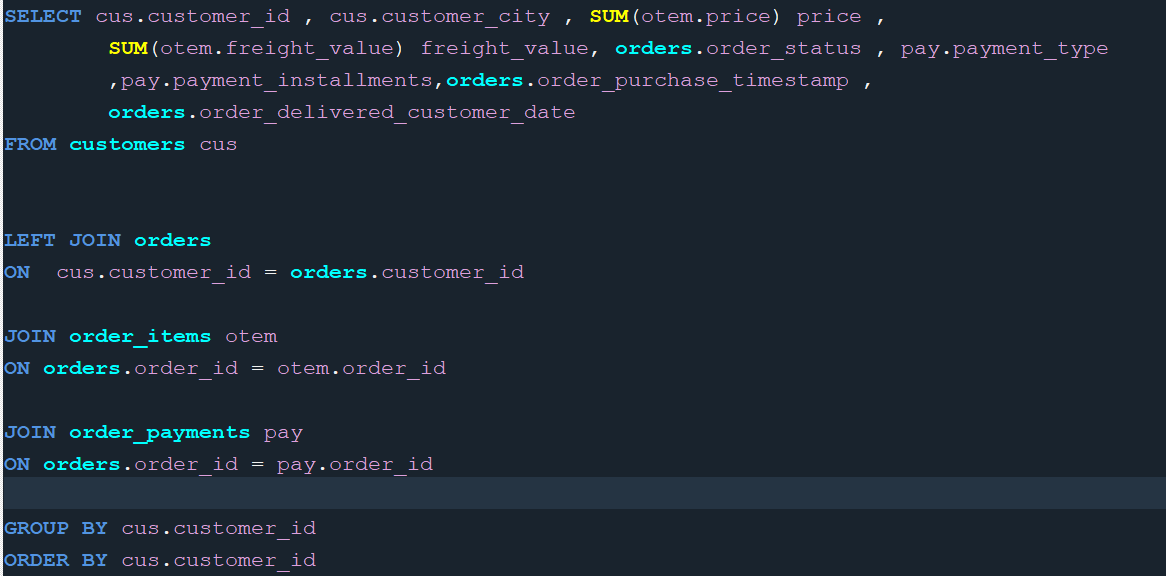 SELECT cus.customer_id , cus.customer_city , SUM(otem.price) price ,
SUM(otem.freight_value) freight_value, orders.order_status , pay.payment_type
,pay.payment_installments,orders.order_purchase_timestamp ,
orders.order_delivered_customer_date
FROM customers cus
LEFT JOIN orders
ON  cus.customer_id = orders.customer_id
JOIN order_items otem
ON orders.order_id = otem.order_id
JOIN order_payments pay
ON orders.order_id = pay.order_id
GROUP BY cus.customer_id
ORDER BY cus.customer_id